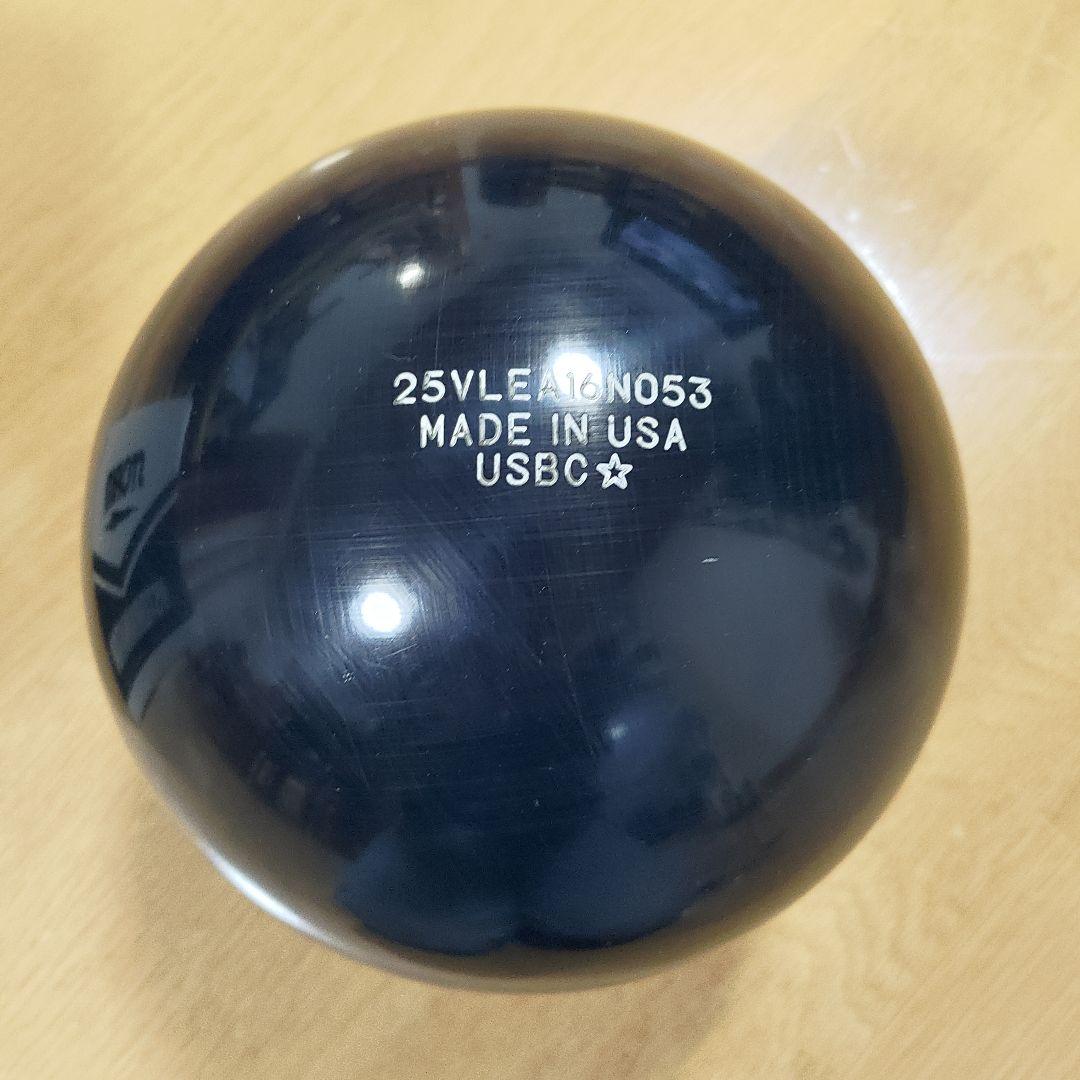 25VLEA16N053
MADE IN USA
USBC☆